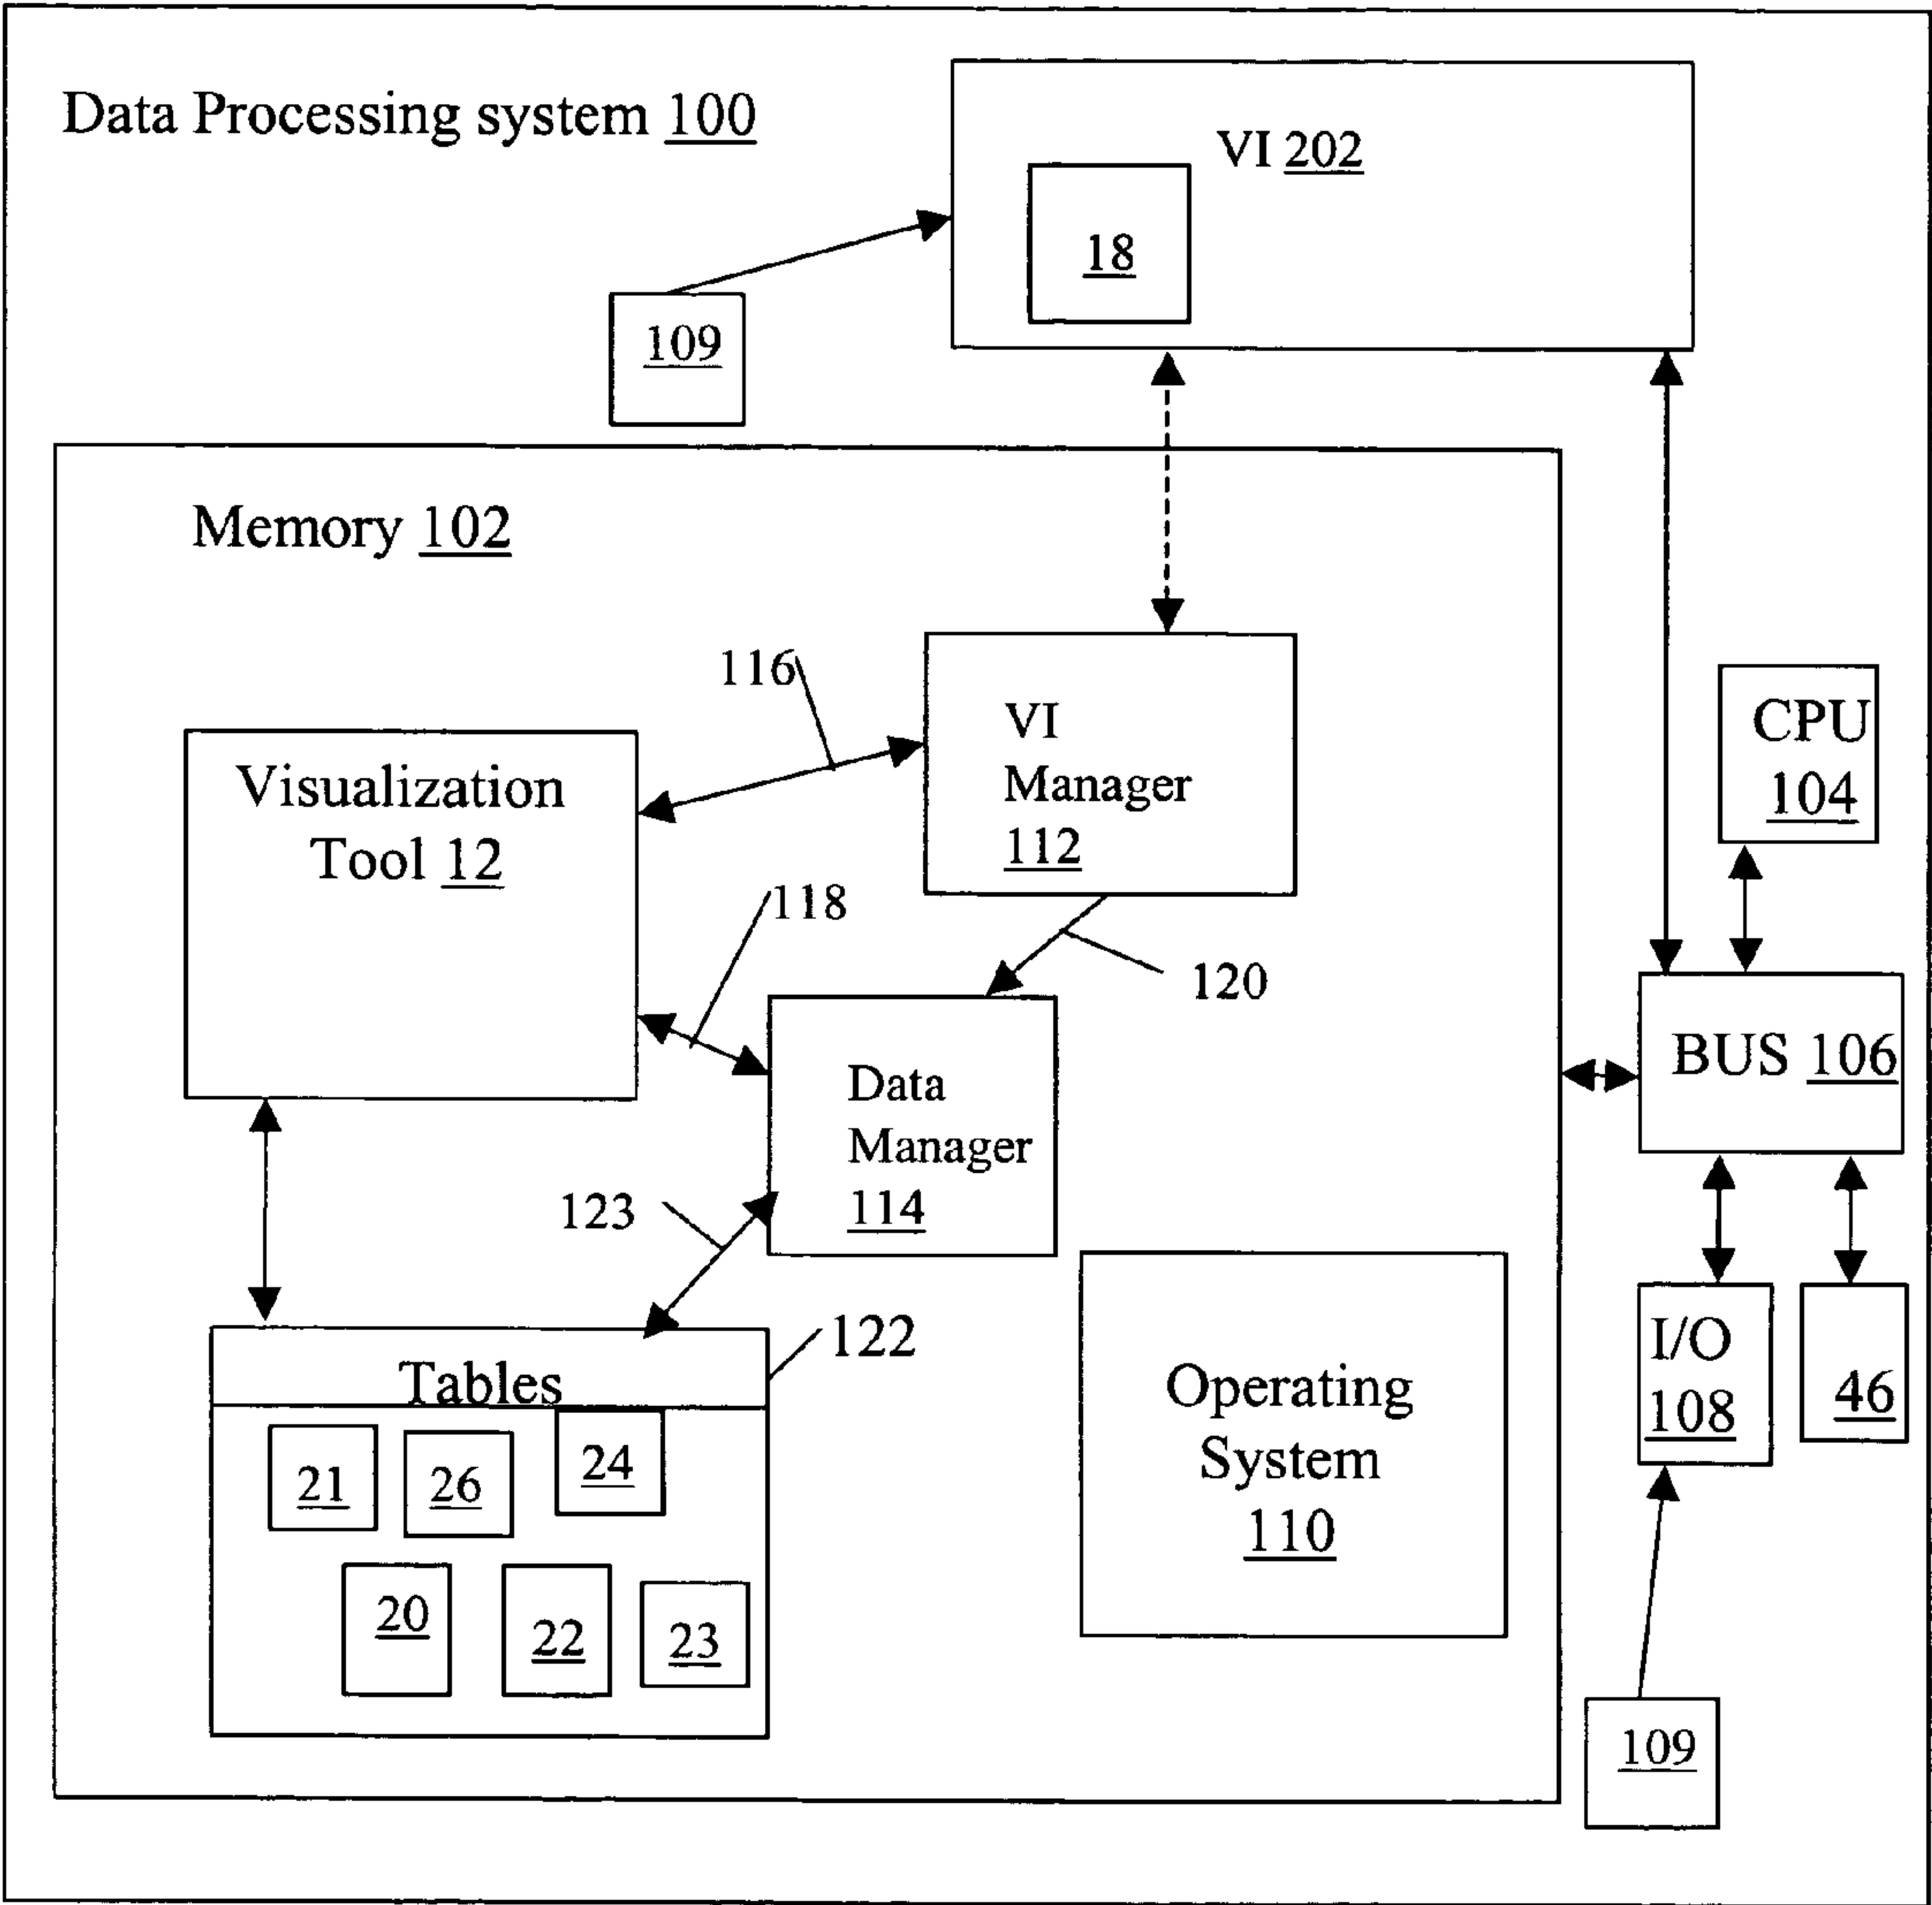 Data Processing system 100
VI 202
18
109
Memory 102
116
VI
Manager
112
CPU
104
Visualization
Tool 12
118
120
BUS 106
Data
Manager
114
123
122
Tables
21
26
24
20
22
23
Operating
System
110
I/O
108
46
109